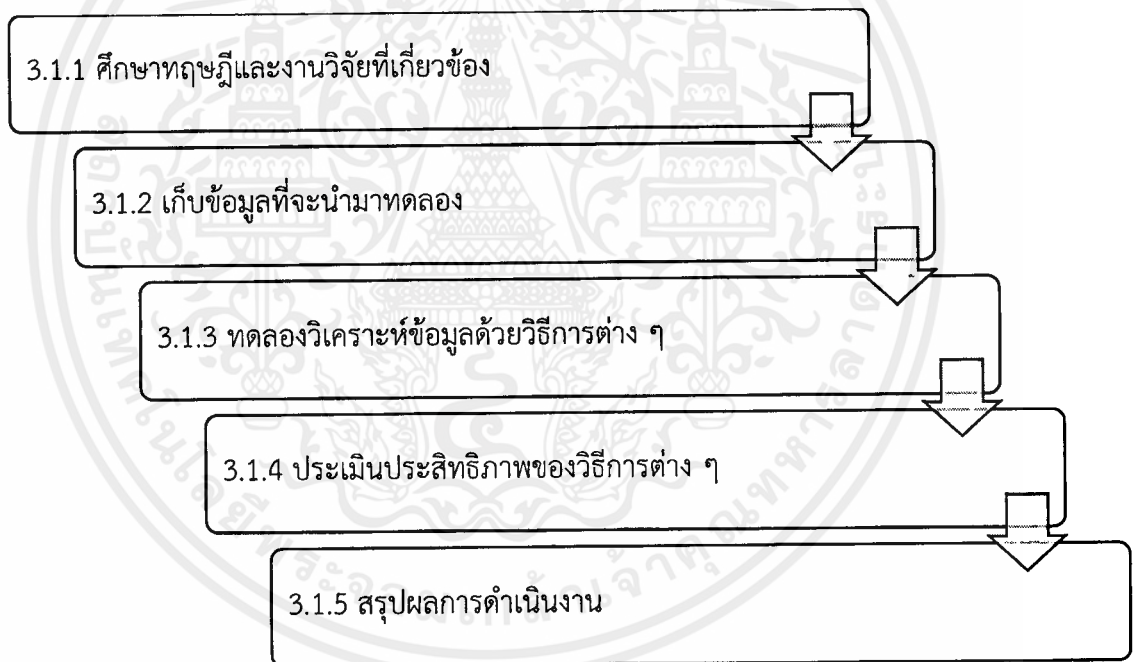 3.1.1 ศึกษาทฤษฎีและงานวิจัยที่เกี่ยวข้อง
3.1.2 เก็บข้อมูลที่จะนำมาทดลอง
3.1.3 ทดลองวิเคราะห์ข้อมูลด้วยวิธีการต่าง ๆ
3.1.4 ประเมินประสิทธิภาพของวิธีการต่าง ๆ
3.1.5 สรุปผลการดำเนินงาน